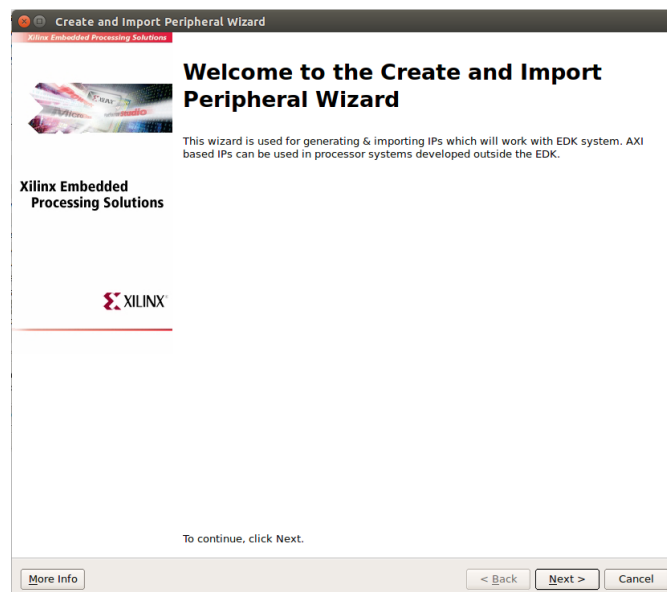 Create and Import Peripheral Wizard
Xilinx Embedded Processing Solutions
Welcome to the Create and Import
Peripheral Wizard
This wizard is used for generating & importing IPs which will work with EDK system. AXI
based IPs can be used in processor systems developed outside the EDK.
Xilinx Embedded
Processing Solutions
XILINX
To continue, click Next.
More Info
< Back
Next >
Cancel